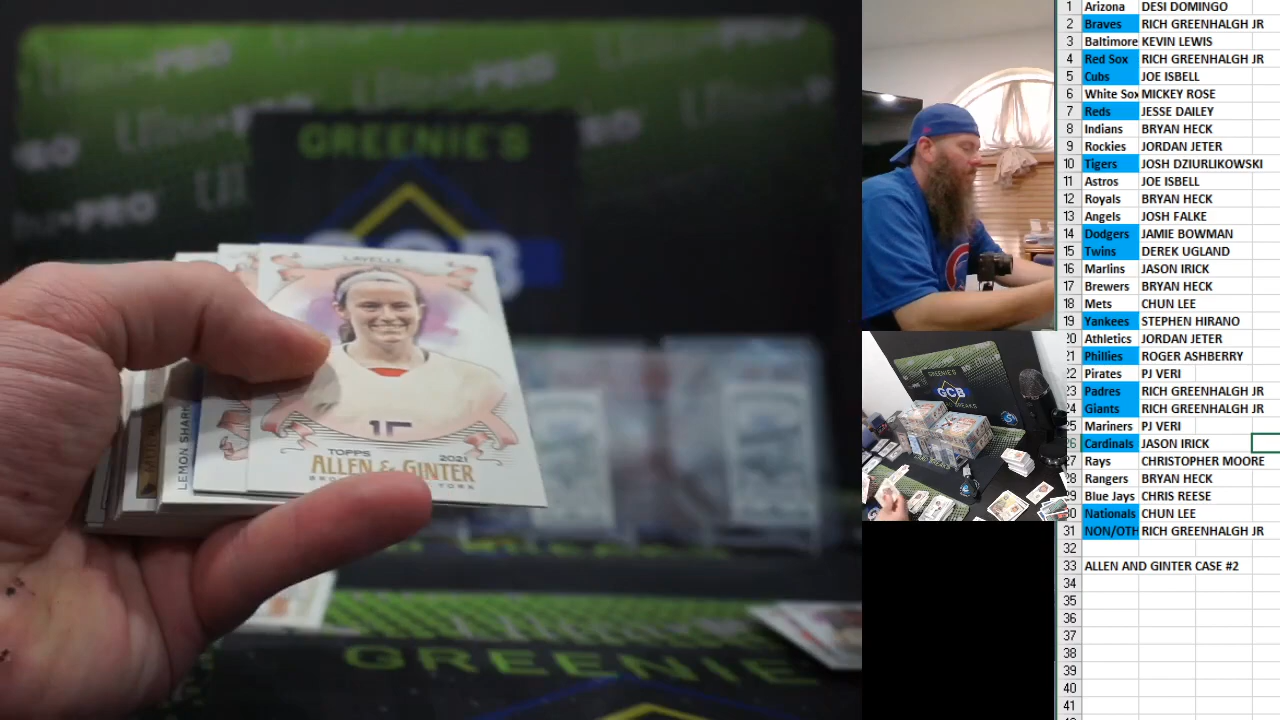 GREENIE'S
GCB
LAVELLE
15
TOPPS 2021
ALLEN & GINTER
LEMON SHARK
PRO
GREENIE
GREENIE'S
GCB
1 Arizona DESI DOMINGO
2 Braves RICH GREENHALGH JR
3 Baltimore KEVIN LEWIS
4 Red Sox RICH GREENHALGH JR
5 Cubs JOE ISBELL
6 White Sox MICKEY ROSE
7 Reds JESSE DAILEY
8 Indians BRYAN HECK
9 Rockies JORDAN JETER
10 Tigers JOSH DZIURLIKOWSKI
11 Astros JOE ISBELL
12 Royals BRYAN HECK
13 Angels JOSH FALKE
14 Dodgers JAMIE BOWMAN
15 Twins DEREK UGLAND
16 Marlins JASON IRICK
17 Brewers BRYAN HECK
18 Mets CHUN LEE
19 Yankees STEPHEN HIRANO
20 Athletics JORDAN JETER
21 Phillies ROGER ASHBERRY
22 Pirates PJ VERI
23 Padres RICH GREENHALGH JR
24 Giants RICH GREENHALGH JR
25 Mariners PJ VERI
26 Cardinals JASON IRICK
27 Rays CHRISTOPHER MOORE
28 Rangers BRYAN HECK
29 Blue Jays CHRIS REESE
30 Nationals CHUN LEE
31 NON/OTH RICH GREENHALGH JR
32
33 ALLEN AND GINTER CASE #2
34
35
36
37
38
39
40
41